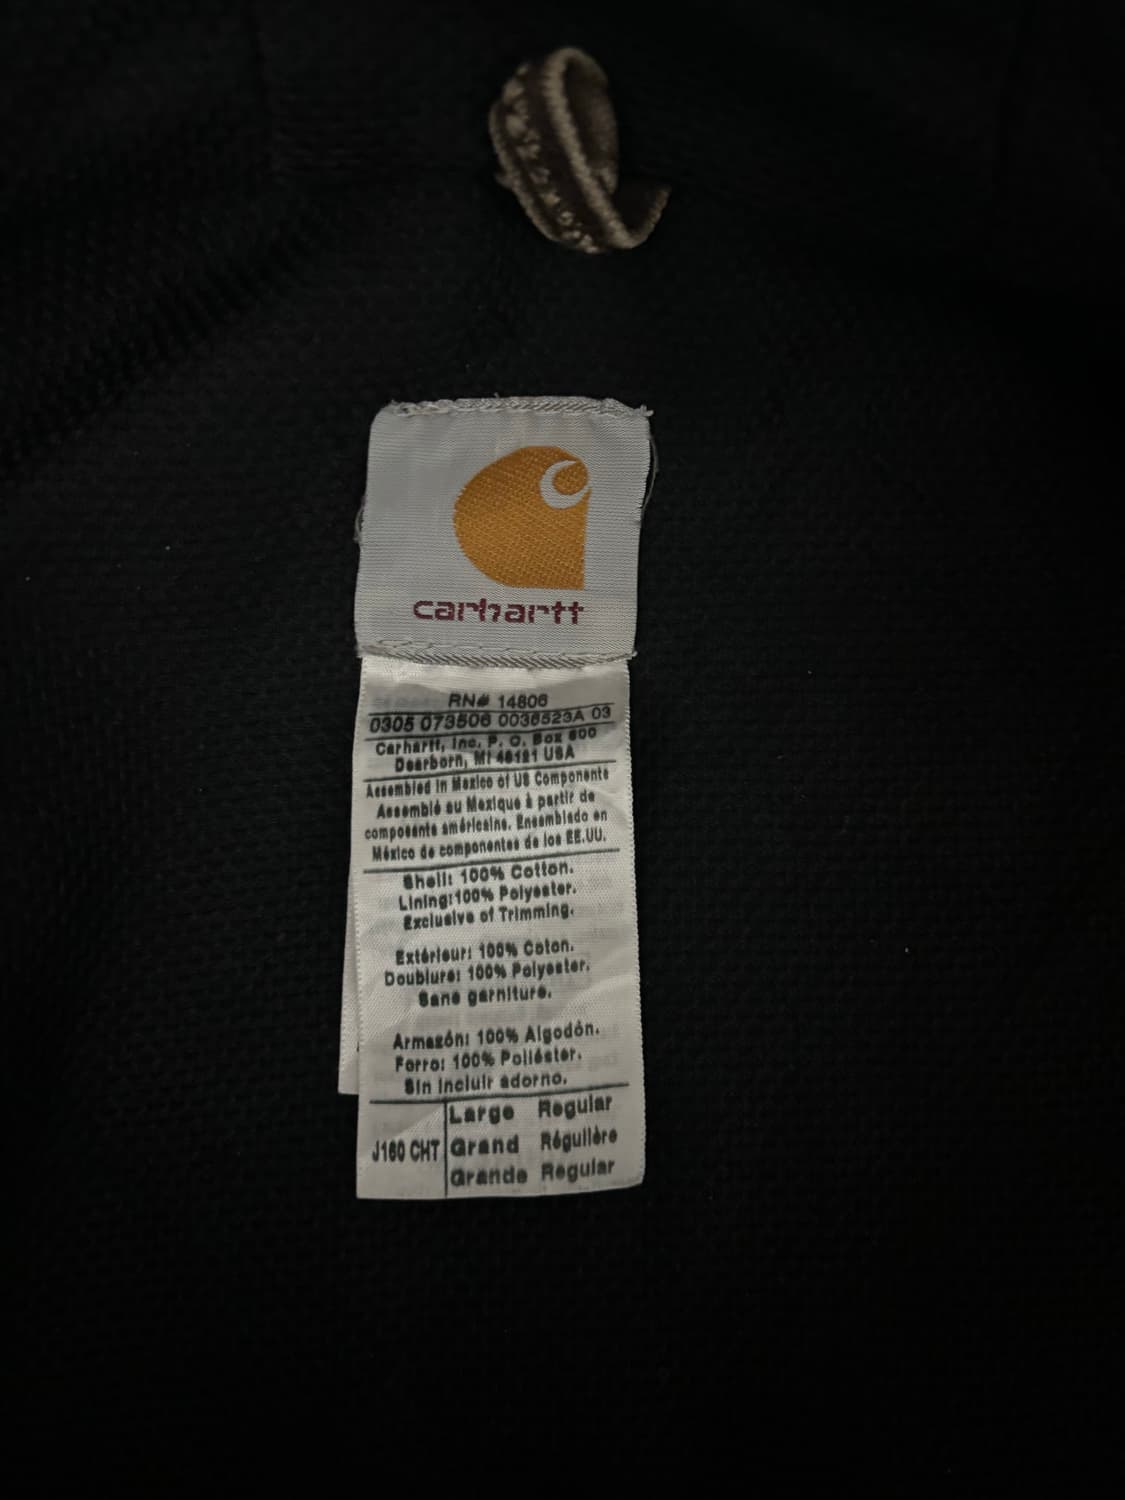 carhartt
RN# 14806
0305 073506 0036523A 03
Carhartt, Inc. P. O. Box 600
Dearborn, MI 48121 USA
Assembled in Mexico of US Components
Assemblé au Mexique à partir de
composants américains. Ensamblado en
México de componentes de los EE.UU.
Shell: 100% Cotton.
Lining: 100% Polyester.
Exclusive of Trimming.
Extérieur: 100% Coton.
Doublure: 100% Polyester.
Sans garniture.
Armazón: 100% Algodón.
Forro: 100% Poliéster.
Sin incluir adorno.
J160 CHT
Large Regular
Grand Régulière
Grande Regular